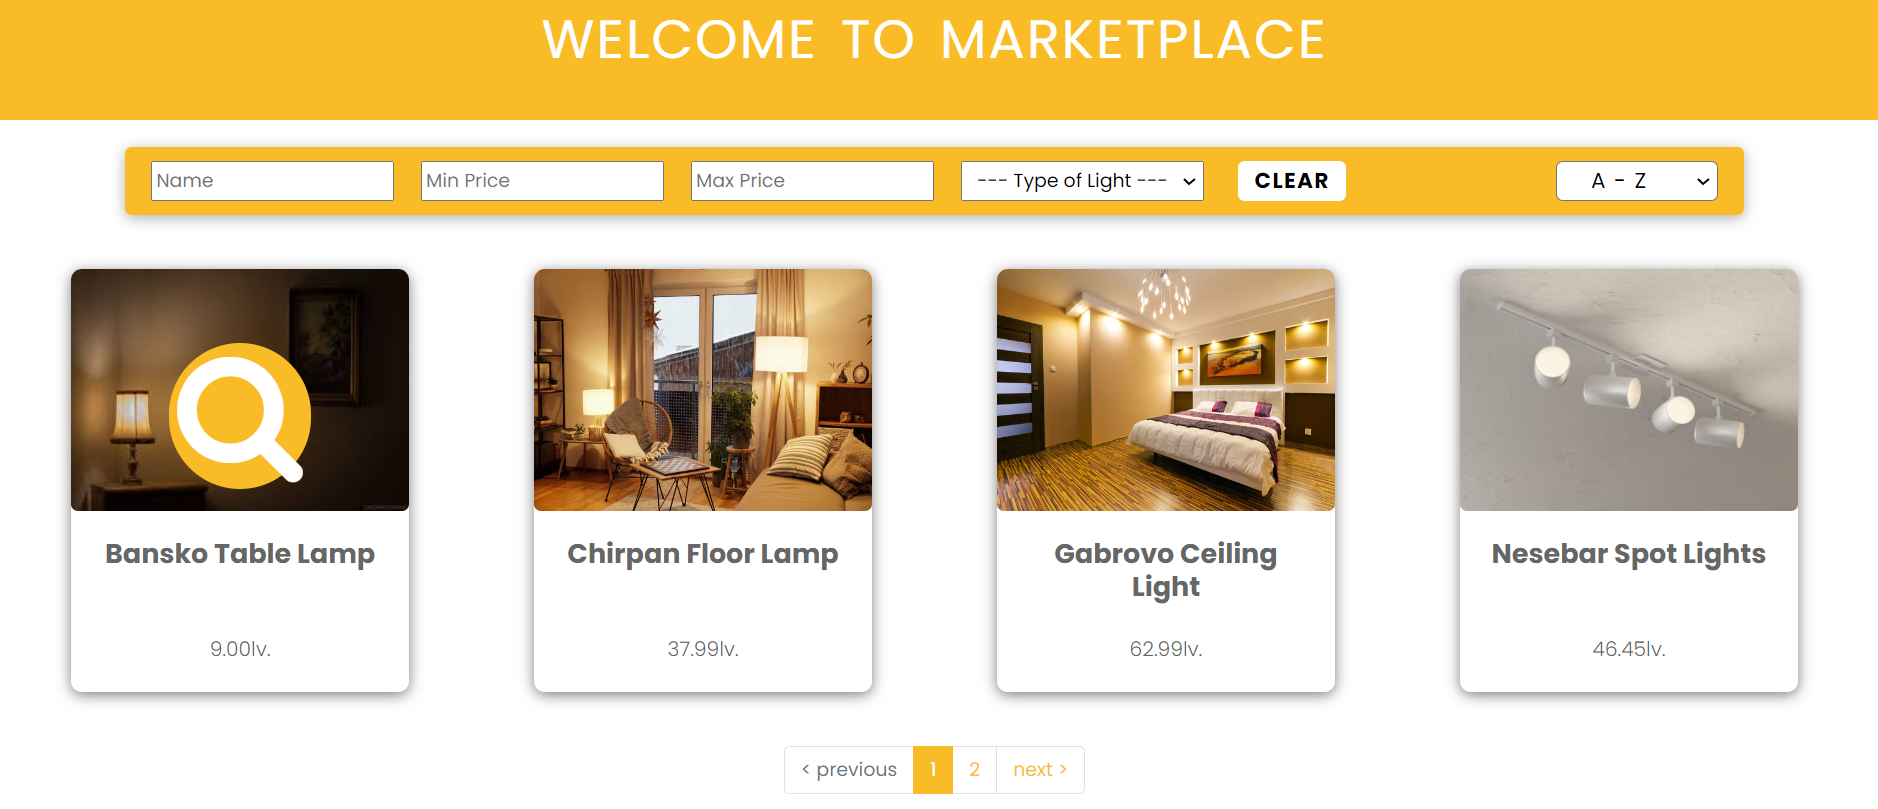 WELCOME TO MARKETPLACE
Name
Min Price
Max Price
--- Type of Light ---
CLEAR
A - Z
Bansko Table Lamp
9.00lv.
Chirpan Floor Lamp
37.99lv.
Gabrovo Ceiling
Light
62.99lv.
Nesebar Spot Lights
46.45lv.
< previous 1 2 next >